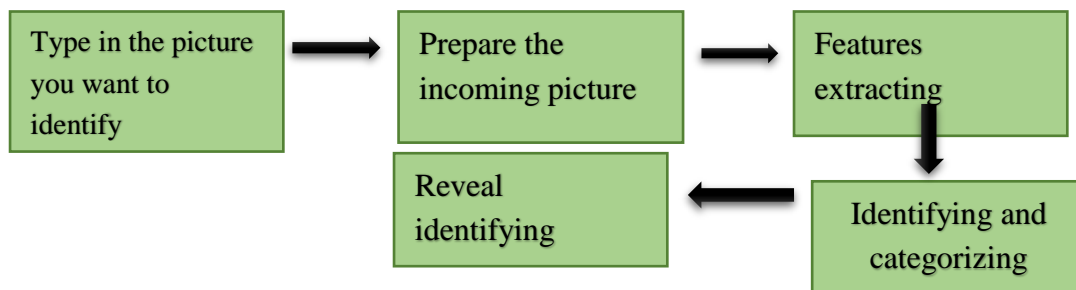 Type in the picture
you want to
identify
Prepare the
incoming picture
Features
extracting
Identifying and
categorizing
Reveal
identifying